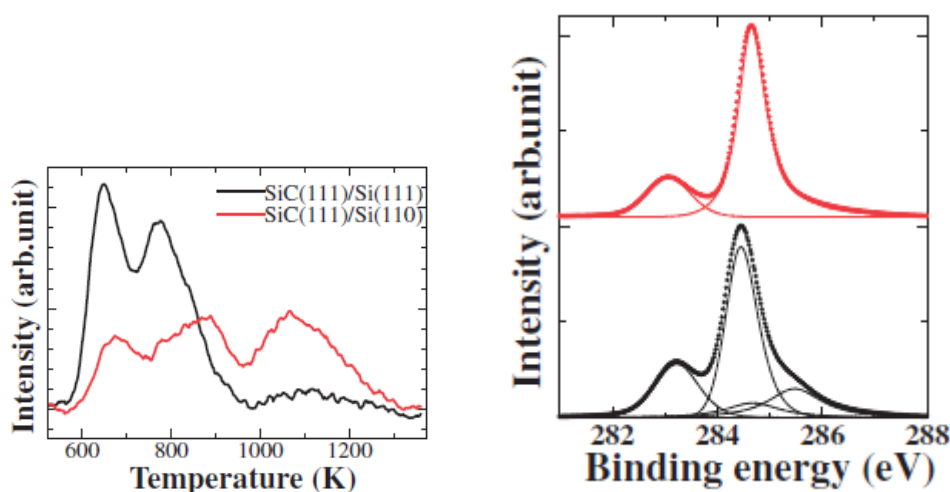 Intensity (arb.unit)
SiC(111)/Si(111)
SiC(111)/Si(110)
600 800 1000 1200
Temperature (K)
Intensity (arb.unit)
282 284 286 288
Binding energy (eV)